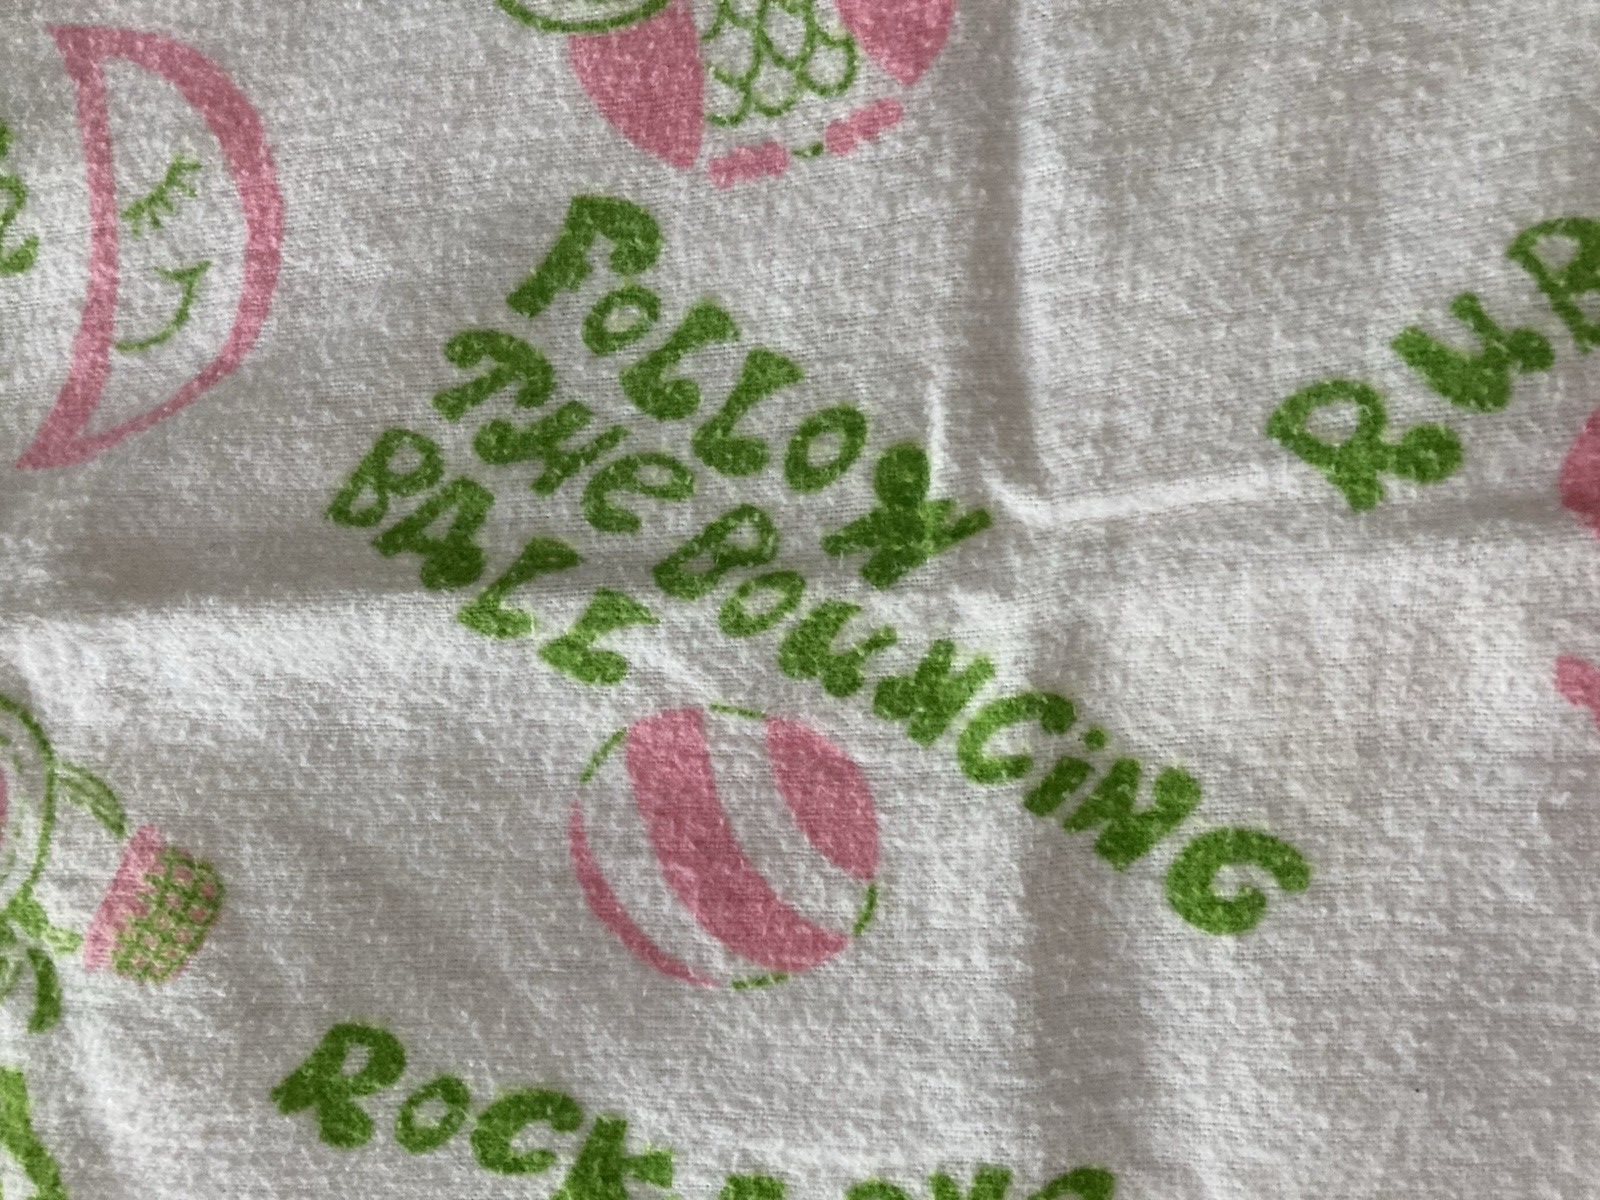 FOLLOW
THE BOUNCING
BALL
ROCK